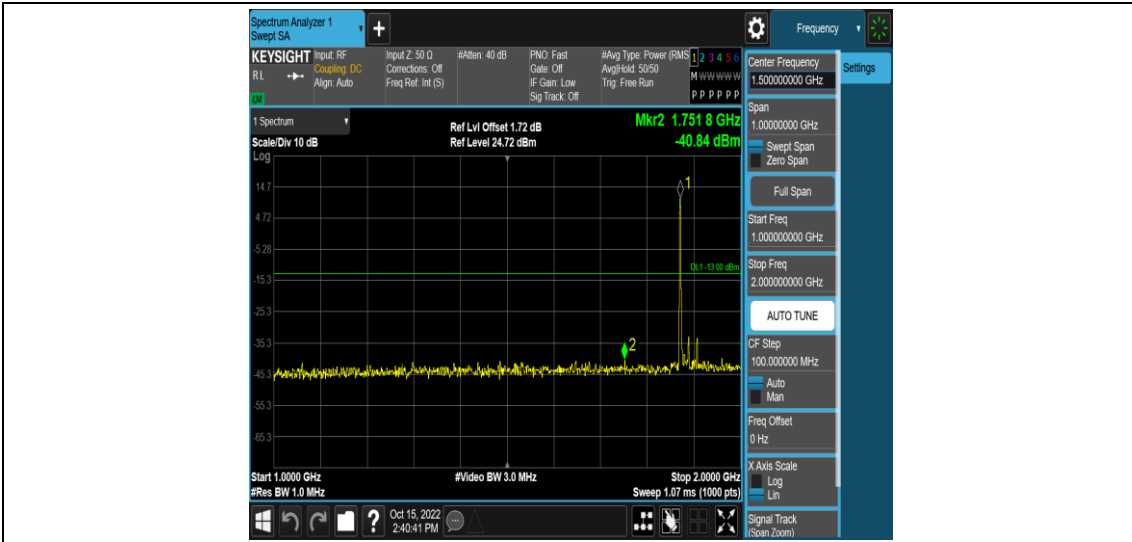 Spectrum Analyzer 1
Swept SA
+
Frequency
KEYSIGHT
RL
LXI
Input: RF
Coupling: DC
Align: Auto
Input Z: 50 Ω
Corrections: Off
Freq Ref: Int (S)
#Atten: 40 dB
PNO: Fast
Gate: Off
IF Gain: Low
Sig Track: Off
#Avg Type: Power (RMS
Avg|Hold: 50/50
Trig: Free Run
1 2 3 4 5 6
M W W W W W
P P P P P P
1 Spectrum
Scale/Div 10 dB
Log
Ref Lvl Offset 1.72 dB
Ref Level 24.72 dBm
Mkr2 1.751 8 GHz
-40.84 dBm
14.7
4.72
-5.28
-15.3
-25.3
-35.3
-45.3
-55.3
-65.3
1
DL1 -13.00 dBm
2
Start 1.0000 GHz
#Res BW 1.0 MHz
#Video BW 3.0 MHz
Stop 2.0000 GHz
Sweep 1.07 ms (1000 pts)
Center Frequency
1.500000000 GHz
Settings
Span
1.00000000 GHz
Swept Span
Zero Span
Full Span
Start Freq
1.000000000 GHz
Stop Freq
2.000000000 GHz
AUTO TUNE
CF Step
100.000000 MHz
Auto
Man
Freq Offset
0 Hz
X Axis Scale
Log
Lin
Signal Track
(Span Zoom)
?
Oct 15, 2022
2:40:41 PM